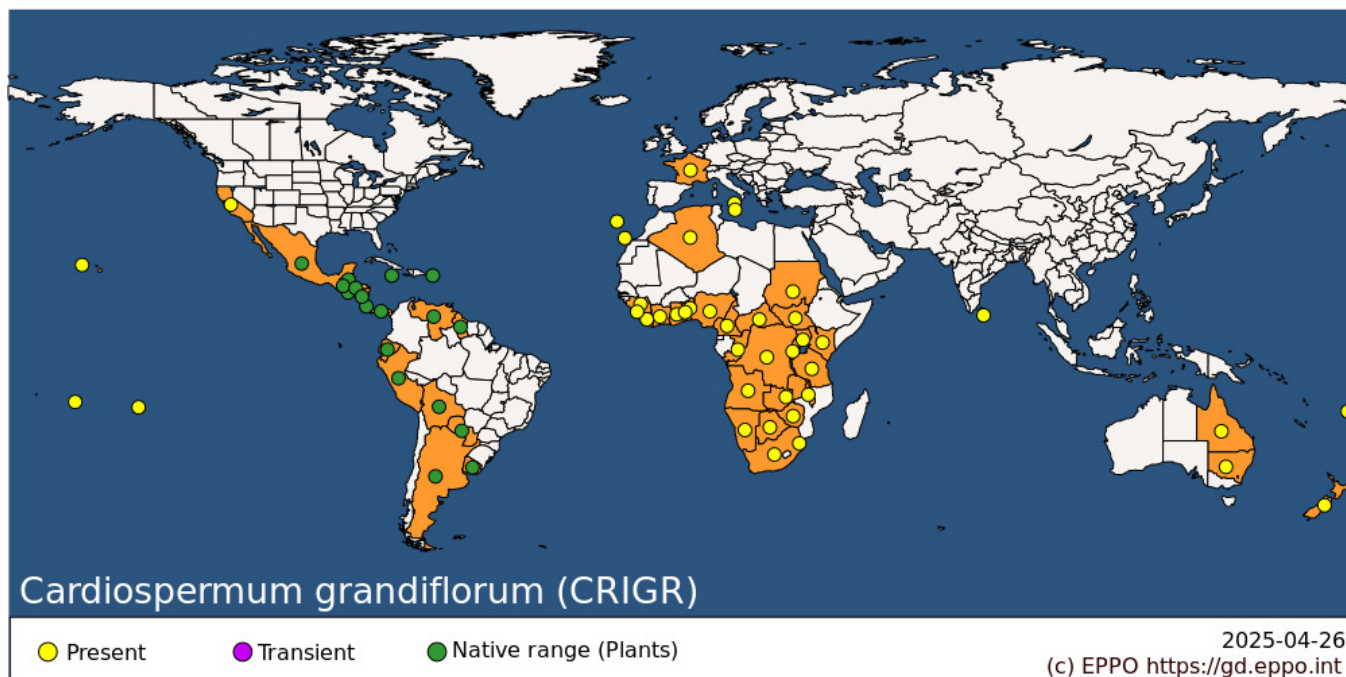 Cardiospermum grandiflorum (CRIGR)
Present
Transient
Native range (Plants)
2025-04-26
(c) EPPO https://gd.eppo.int